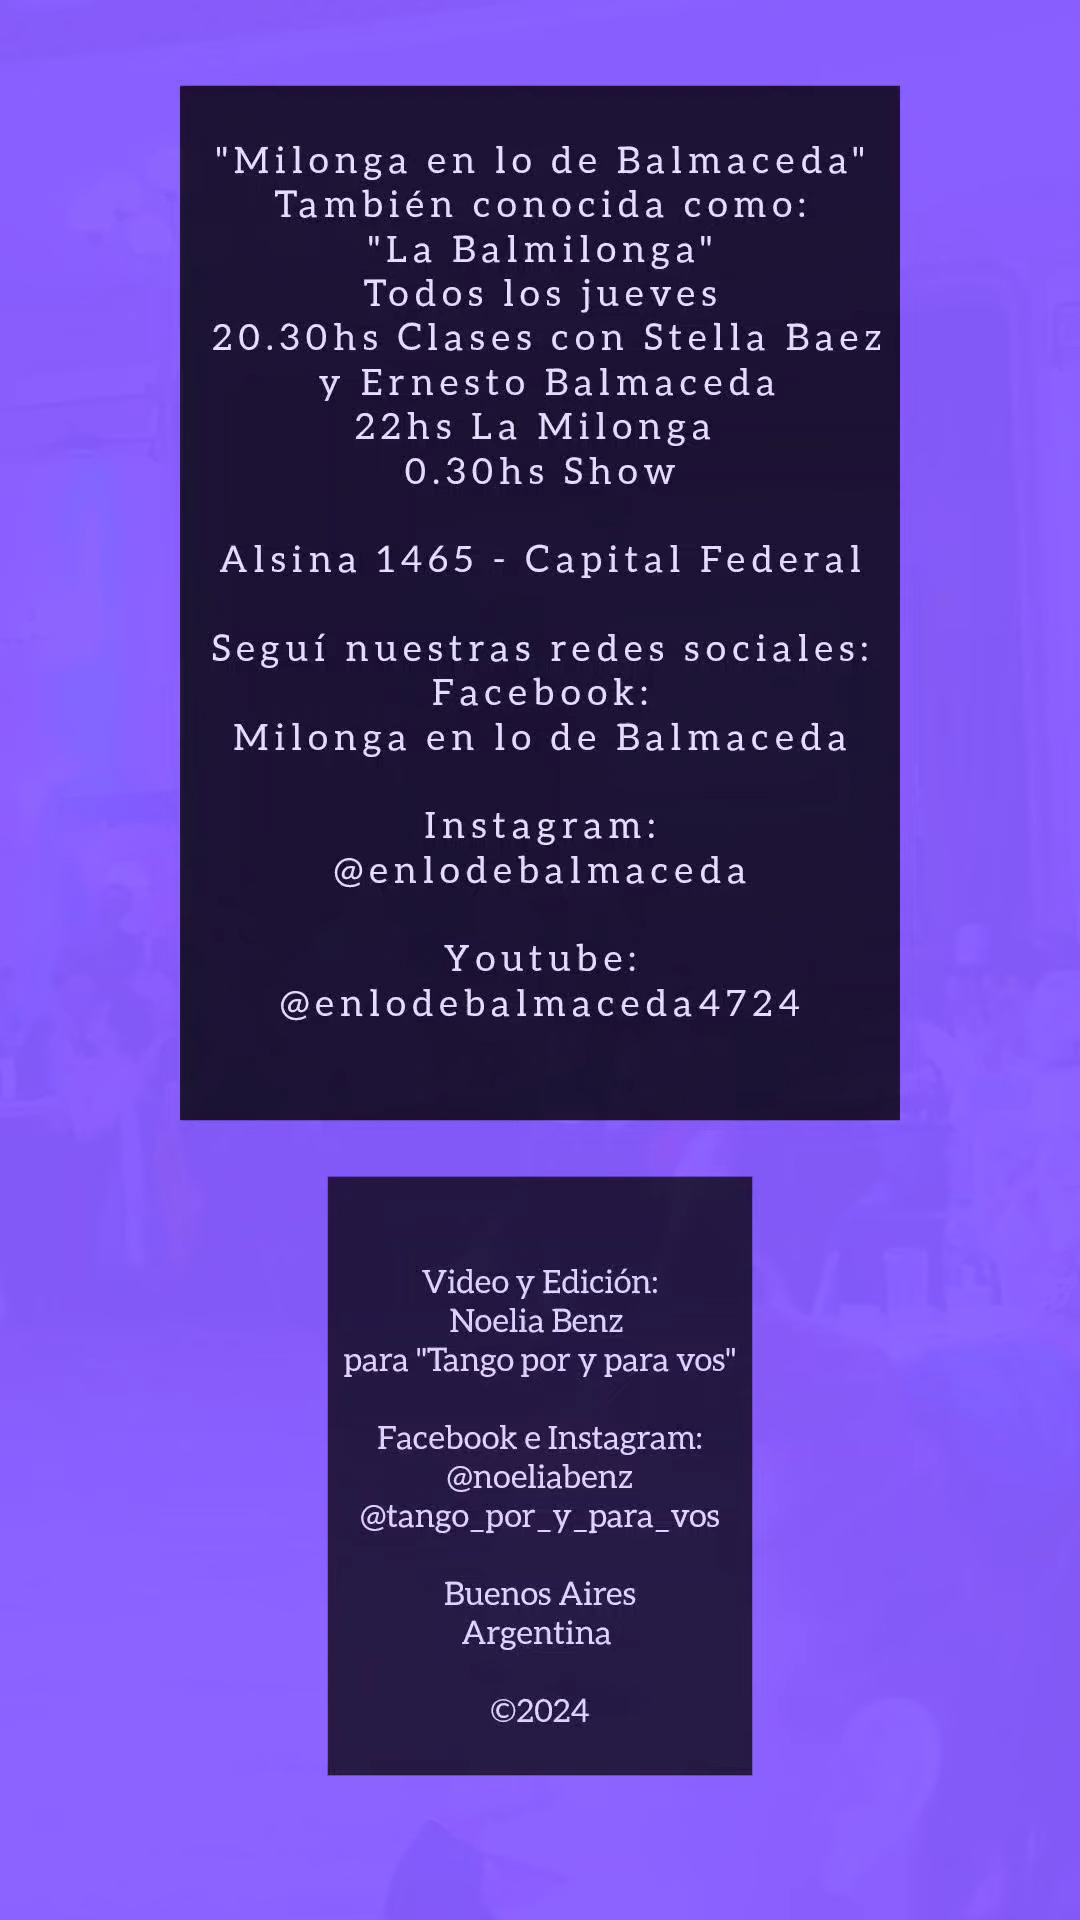 "Milonga en lo de Balmaceda"
También conocida como:
"La Balmilonga"
Todos los jueves
20.30hs Clases con Stella Baez
y Ernesto Balmaceda
22hs La Milonga
0.30hs Show
Alsina 1465 - Capital Federal
Seguí nuestras redes sociales:
Facebook:
Milonga en lo de Balmaceda
Instagram:
@enlodebalmaceda
Youtube:
@enlodebalmaceda4724
Video y Edición:
Noelia Benz
para "Tango por y para vos"
Facebook e Instagram:
@noeliabenz
@tango_por_y_para_vos
Buenos Aires
Argentina
©2024